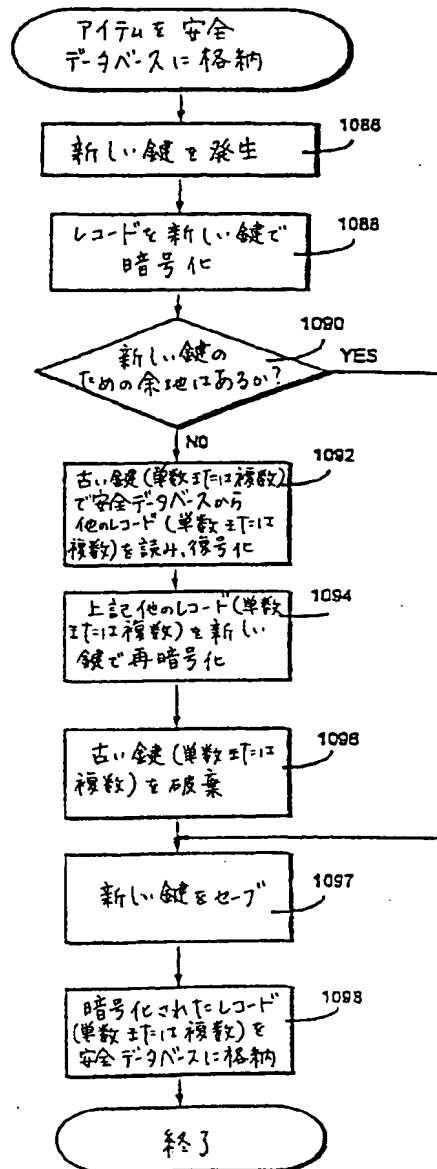 アイテムを安全
データベースに格納
1086
新しい鍵を発生
1088
レコードを新しい鍵で
暗号化
1090
新しい鍵の
ための余地はあるか?
YES
NO
1092
古い鍵(単数または複数)
で安全データベースから
他のレコード(単数または
複数)を読み、復号化
1094
上記他のレコード(単数
または複数)を新しい
鍵で再暗号化
1096
古い鍵(単数または
複数)を破棄
1097
新しい鍵をセーブ
1098
暗号化されたレコード
(単数または複数)を
安全データベースに格納
終了